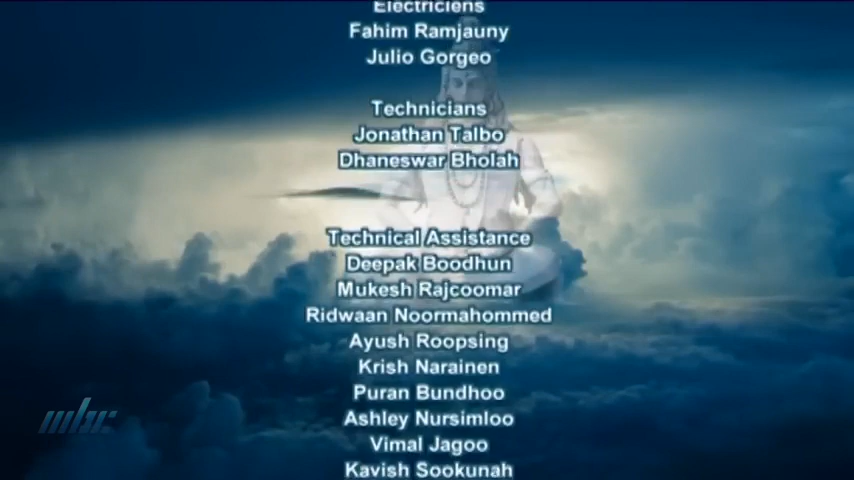 Electriciens
Fahim Ramjauny
Julio Gorgeo
Technicians
Jonathan Talbo
Dhaneswar Bholah
Technical Assistance
Deepak Boodhun
Mukesh Rajcoomar
Ridwaan Noormahommed
Ayush Roopsing
Krish Narainen
Puran Bundhoo
Ashley Nursimloo
Vimal Jagoo
Kavish Sookunah
mbc